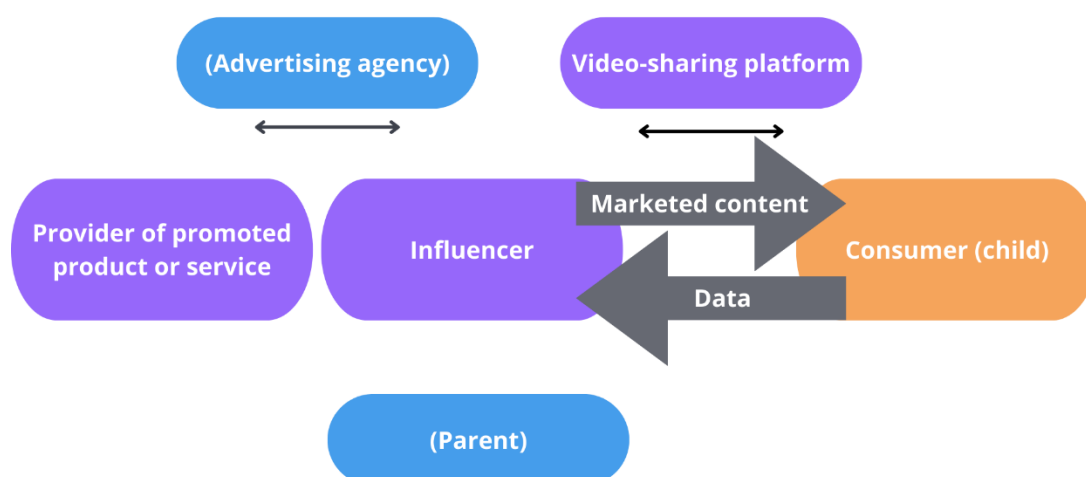 (Advertising agency)
Video-sharing platform
Provider of promoted
product or service
Influencer
Marketed content
Data
Consumer (child)
(Parent)